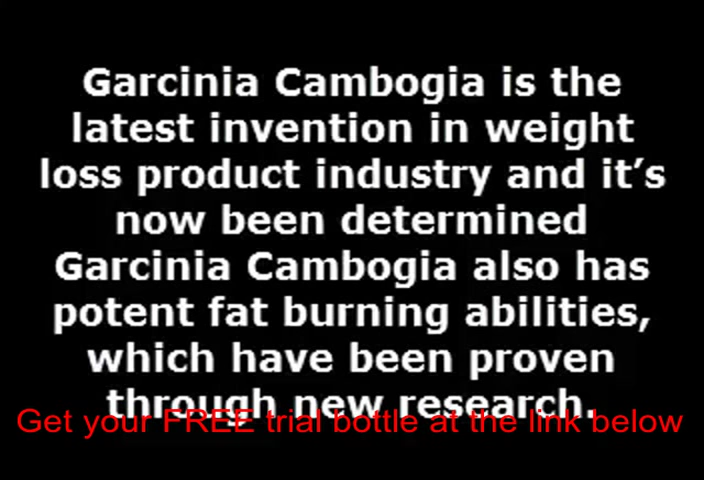 Garcinia Cambogia is the
latest invention in weight
loss product industry and it’s
now been determined
Garcinia Cambogia also has
potent fat burning abilities,
which have been proven
through new research.
Get your FREE trial bottle at the link below